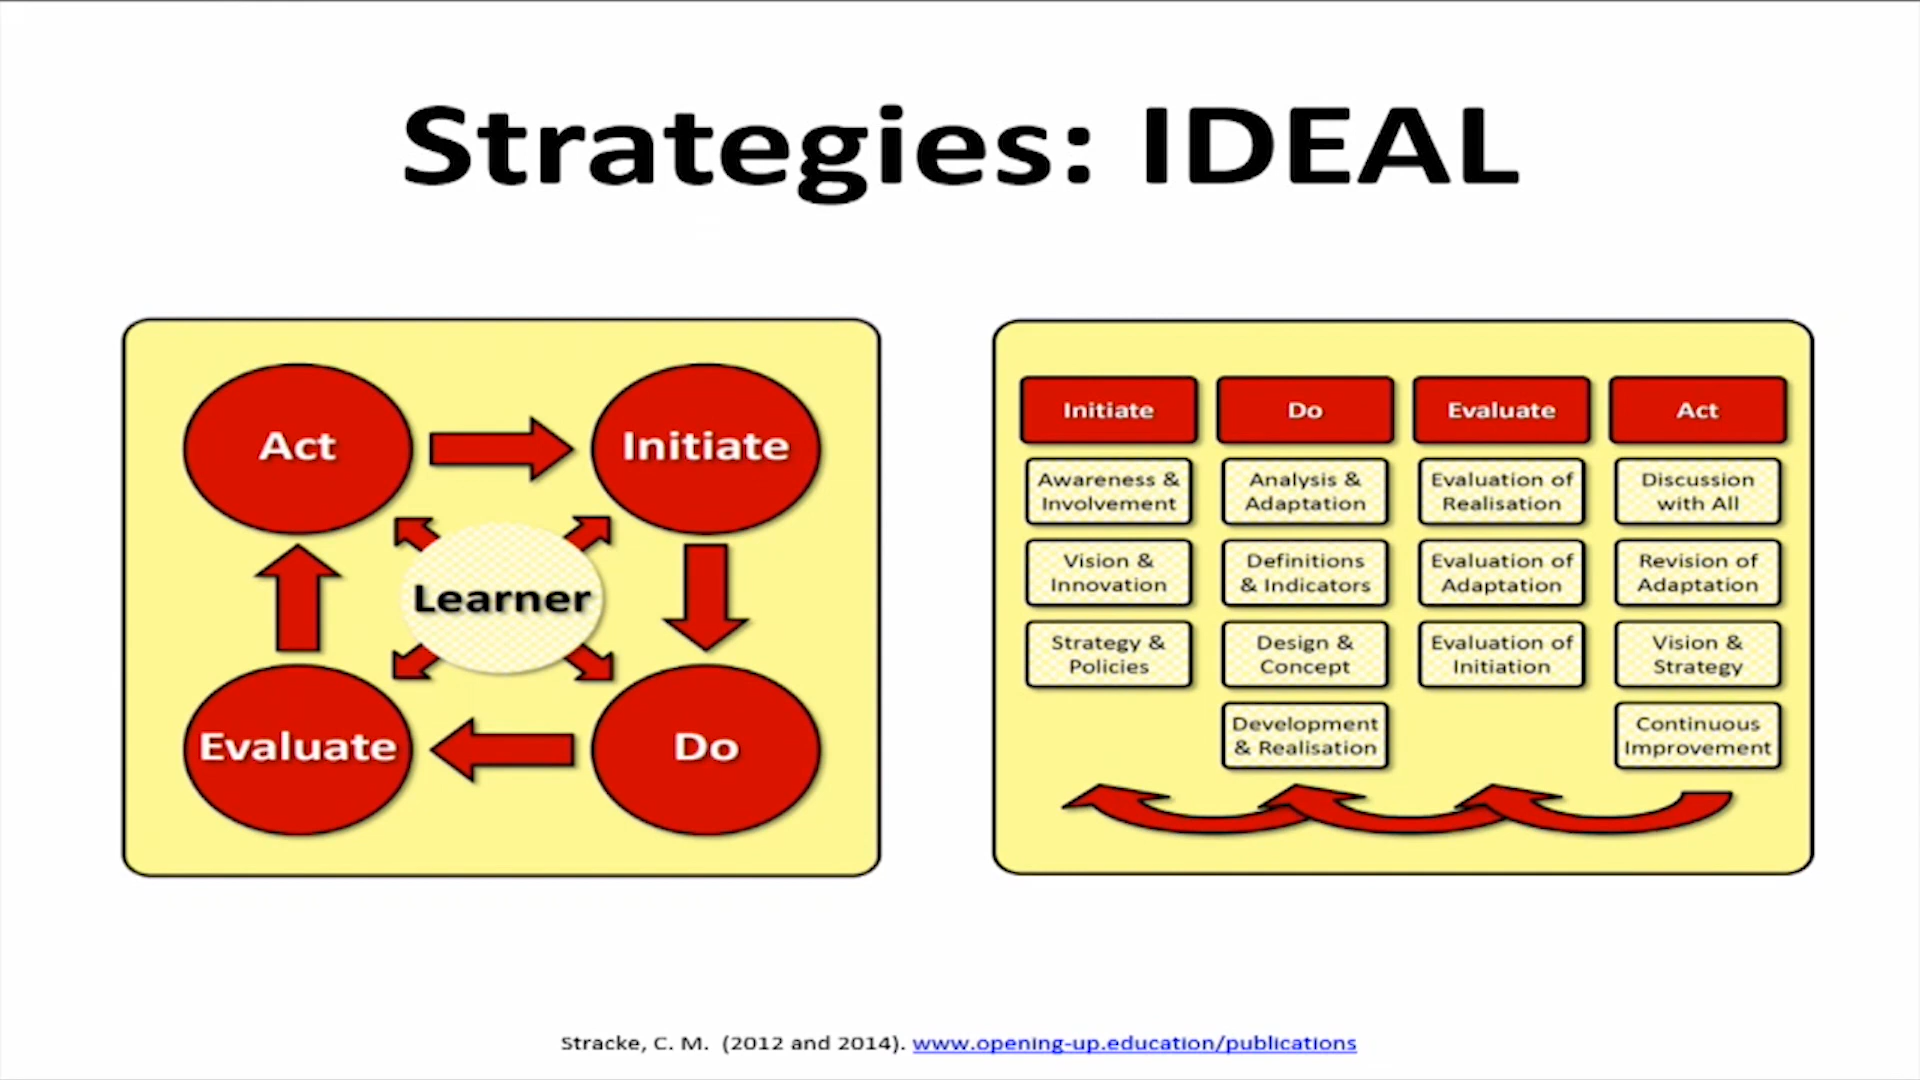 Strategies: IDEAL
Act
Initiate
Learner
Evaluate
Do
Initiate
Do
Evaluate
Act
Awareness &
Involvement
Analysis &
Adaptation
Evaluation of
Realisation
Discussion
with All
Vision &
Innovation
Definitions
& Indicators
Evaluation of
Adaptation
Revision of
Adaptation
Strategy &
Policies
Design &
Concept
Evaluation of
Initiation
Vision &
Strategy
Development
& Realisation
Continuous
Improvement
Stracke, C. M. (2012 and 2014). www.opening-up.education/publications